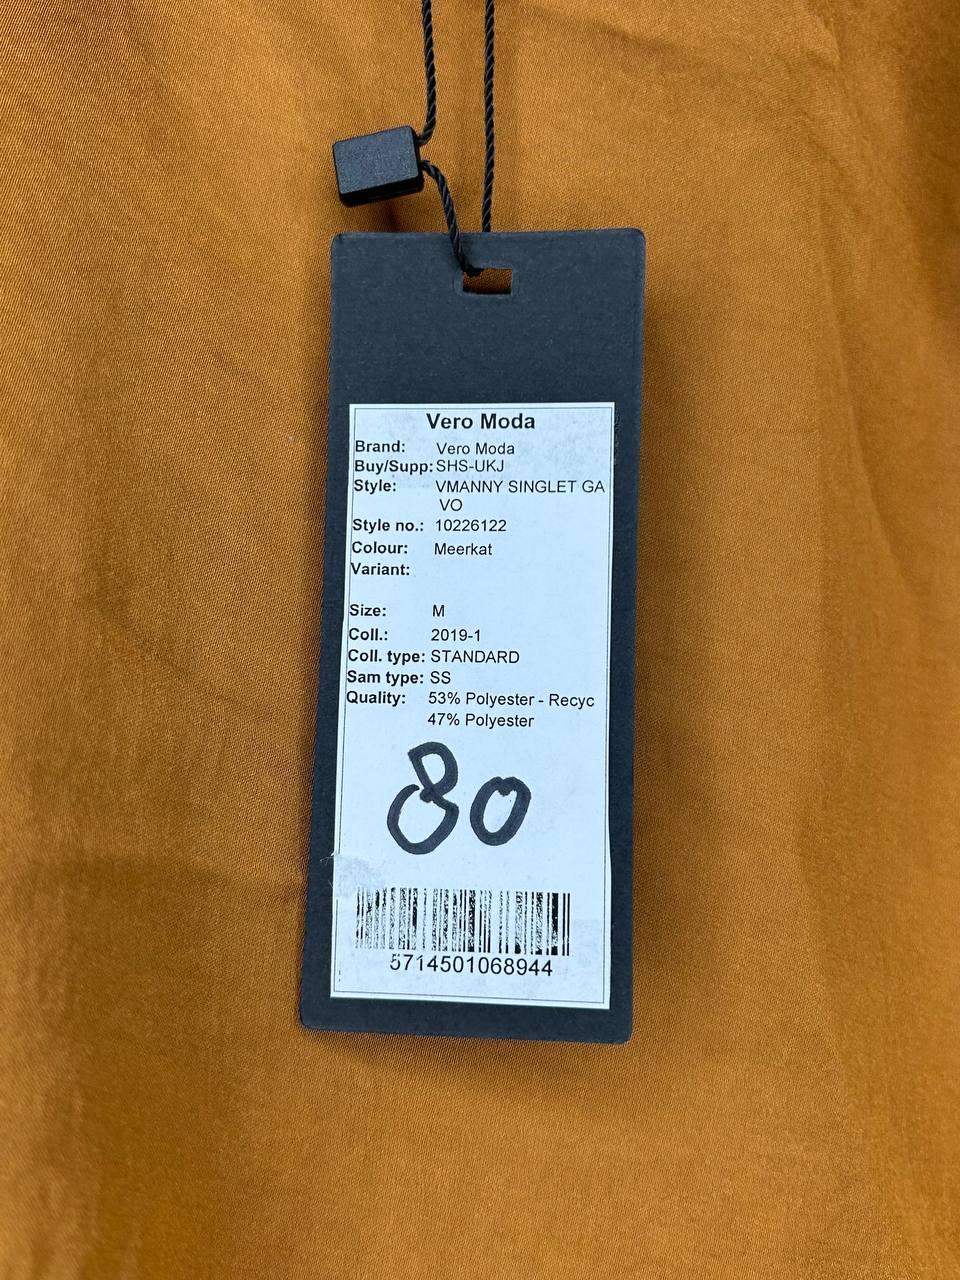 Vero Moda
Brand: Vero Moda
Buy/Supp: SHS-UKJ
Style: VMANNY SINGLET GA
VO
Style no.: 10226122
Colour: Meerkat
Variant:
Size: M
Coll.: 2019-1
Coll. type: STANDARD
Sam type: SS
Quality: 53% Polyester - Recyc
47% Polyester
80
5714501068944